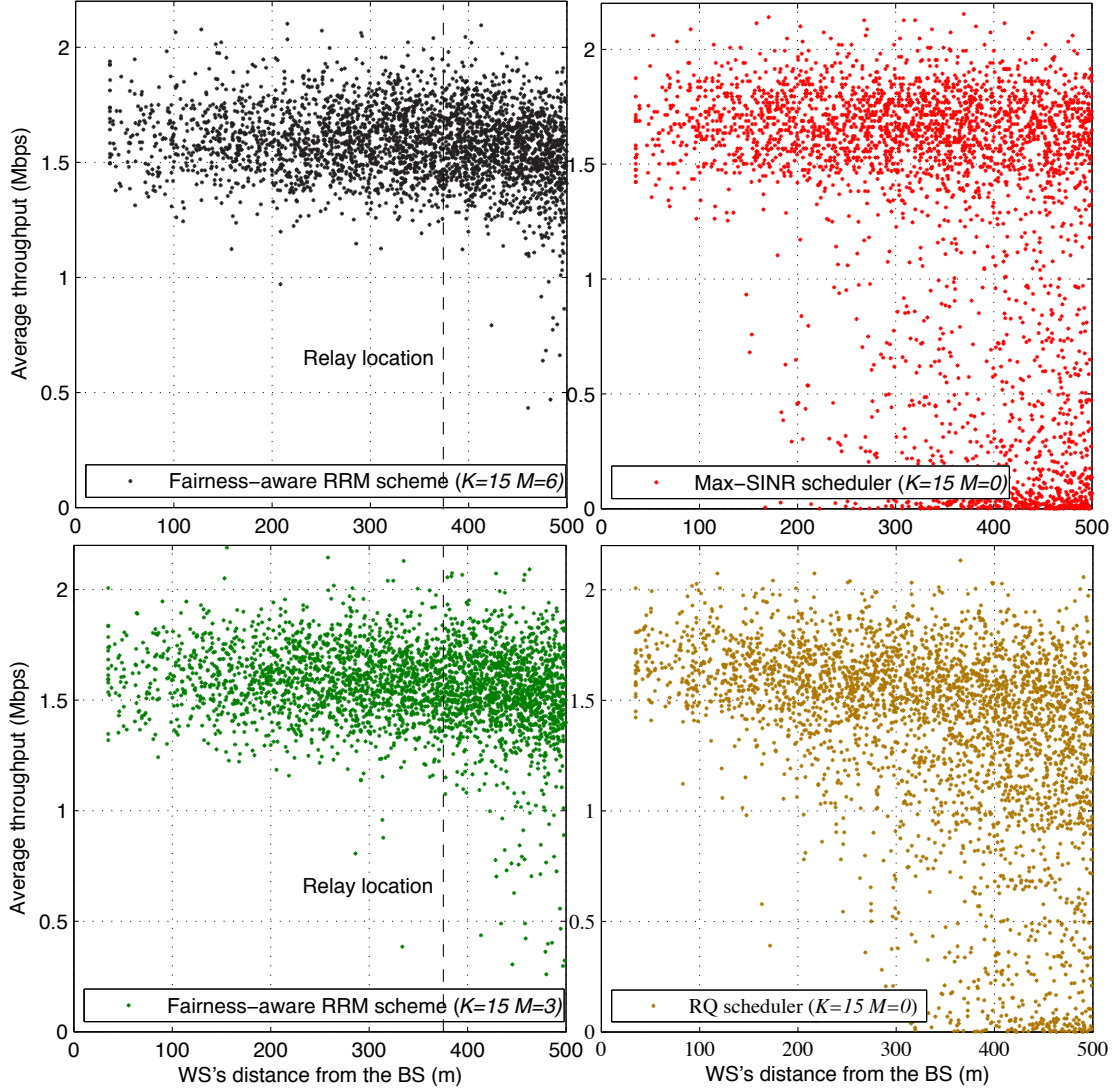 2
1.5
1
0.5
0
Average throughput (Mbps)
Relay location
Fairness−aware RRM scheme (K=15 M=6)
100 200 300 400 500
2
1.5
1
0.5
0
Max−SINR scheduler (K=15 M=0)
0 100 200 300 400 500
2
1.5
1
0.5
0
Average throughput (Mbps)
Relay location
Fairness−aware RRM scheme (K=15 M=3)
0 100 200 300 400 500
WS's distance from the BS (m)
2
1.5
1
0.5
0
RQ scheduler (K=15 M=0)
0 100 200 300 400 500
WS's distance from the BS (m)